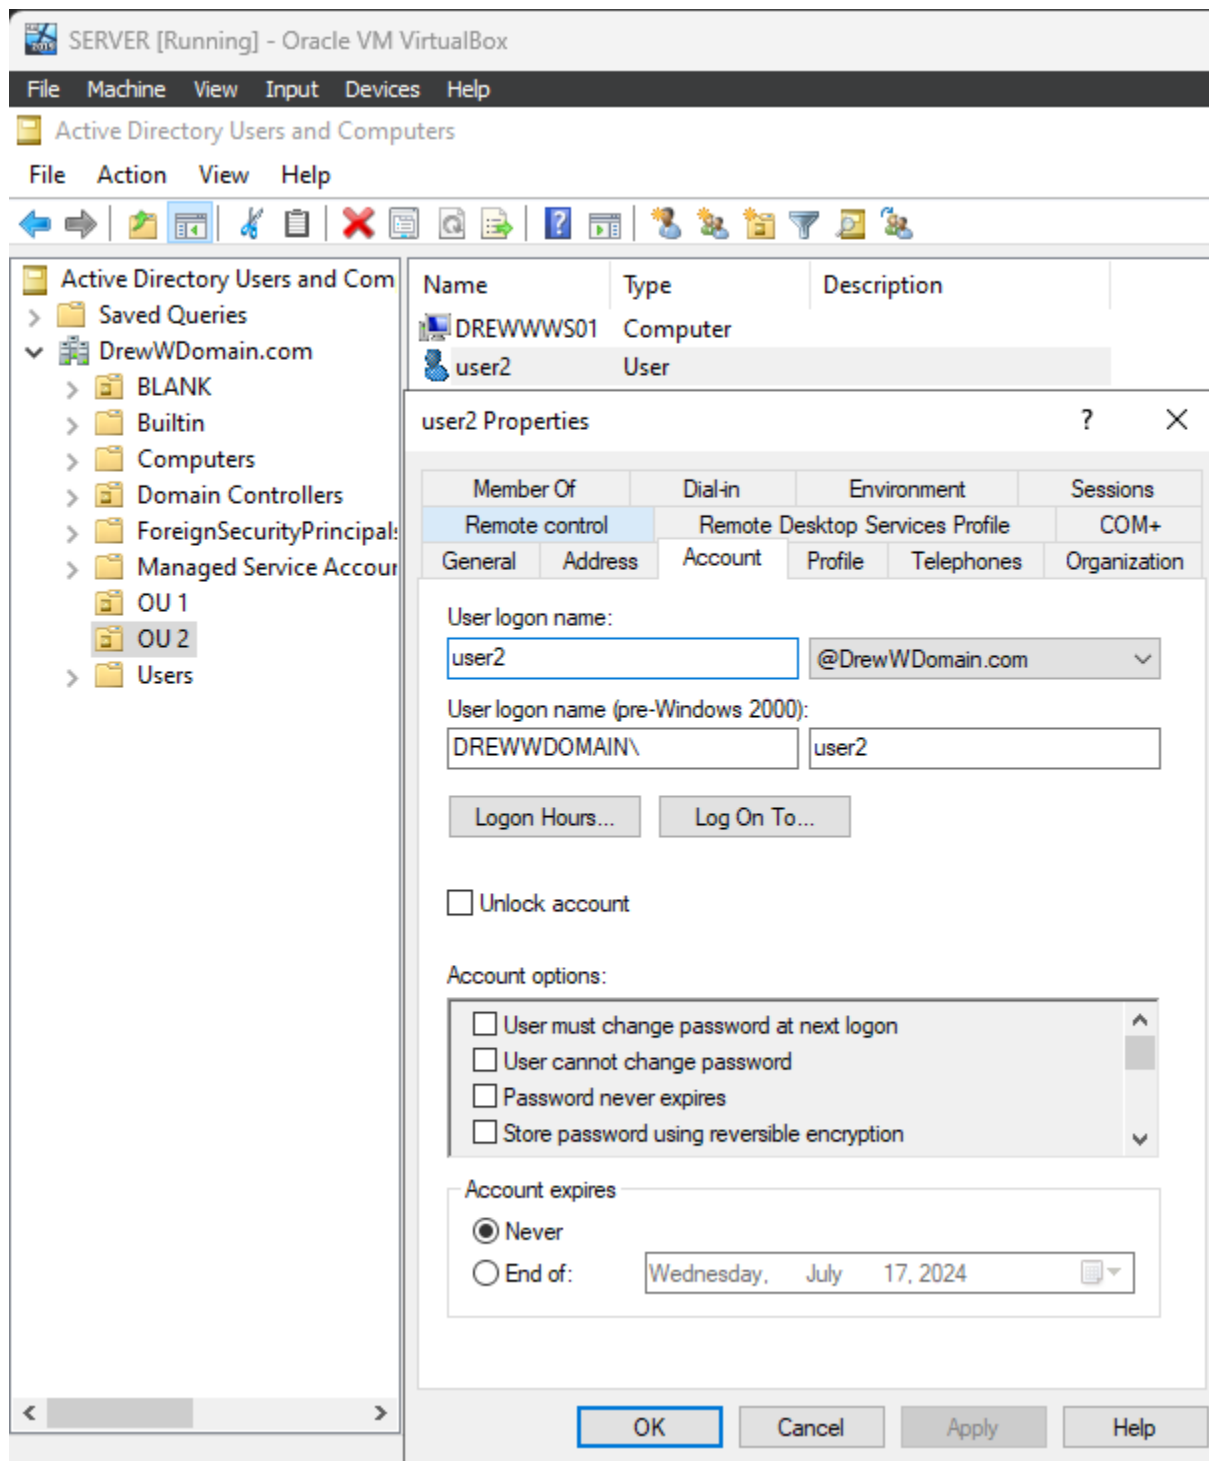 SERVER [Running] - Oracle VM VirtualBox
File Machine View Input Devices Help
Active Directory Users and Computers
File Action View Help
Active Directory Users and Com
Saved Queries
DrewWDomain.com
BLANK
Builtin
Computers
Domain Controllers
ForeignSecurityPrincipals
Managed Service Accour
OU 1
OU 2
Users
Name Type Description
DREWWWS01 Computer
user2 User
user2 Properties ?
Member Of Dial-in Environment Sessions
Remote control Remote Desktop Services Profile COM+
General Address Account Profile Telephones Organization
User logon name:
user2 @DrewWDomain.com
User logon name (pre-Windows 2000):
DREWWDOMAIN\ user2
Logon Hours... Log On To...
Unlock account
Account options:
User must change password at next logon
User cannot change password
Password never expires
Store password using reversible encryption
Account expires
Never
End of: Wednesday, July 17, 2024
OK Cancel Apply Help